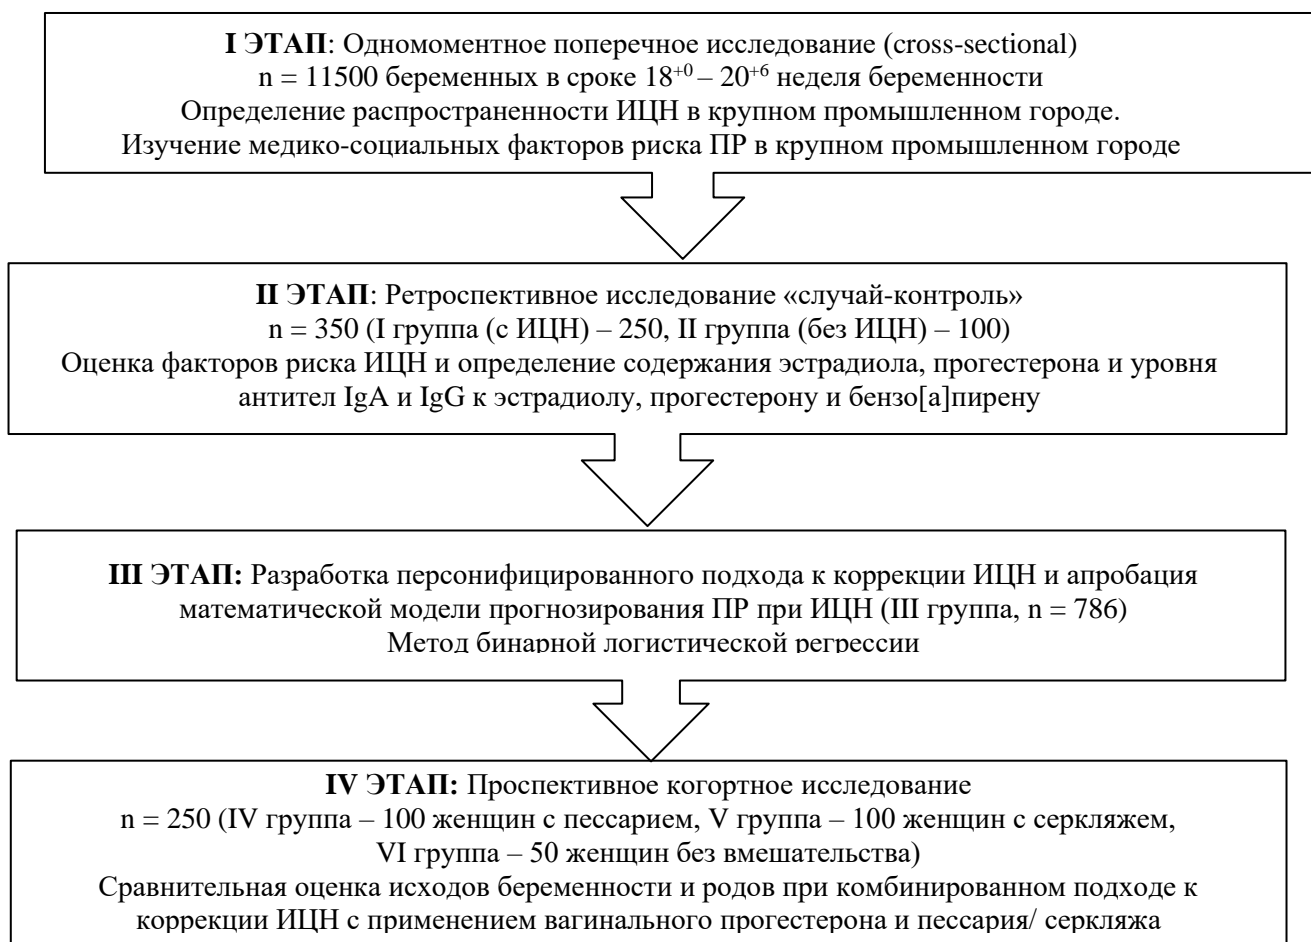 I ЭТАП: Одномоментное поперечное исследование (cross-sectional)
n = 11500 беременных в сроке 18⁺⁰ – 20⁺⁶ неделя беременности
Определение распространенности ИЦН в крупном промышленном городе.
Изучение медико-социальных факторов риска ПР в крупном промышленном городе
II ЭТАП: Ретроспективное исследование «случай-контроль»
n = 350 (I группа (с ИЦН) – 250, II группа (без ИЦН) – 100)
Оценка факторов риска ИЦН и определение содержания эстрадиола, прогестерона и уровня
антител IgA и IgG к эстрадиолу, прогестерону и бензо[а]пирену
III ЭТАП: Разработка персонифицированного подхода к коррекции ИЦН и апробация
математической модели прогнозирования ПР при ИЦН (III группа, n = 786)
Метод бинарной логистической регрессии
IV ЭТАП: Проспективное когортное исследование
n = 250 (IV группа – 100 женщин с пессарием, V группа – 100 женщин с серкляжем,
VI группа – 50 женщин без вмешательства)
Сравнительная оценка исходов беременности и родов при комбинированном подходе к
коррекции ИЦН с применением вагинального прогестерона и пессария/ серкляжа